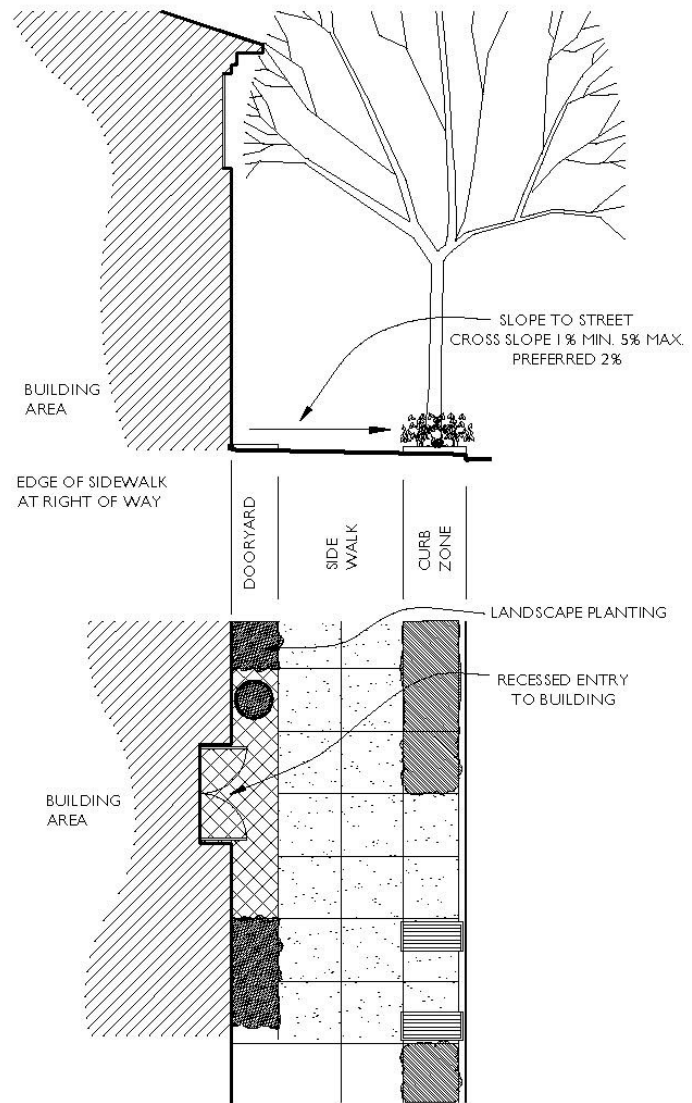 SLOPE TO STREET
CROSS SLOPE 1% MIN. 5% MAX.
PREFERRED 2%
BUILDING
AREA
EDGE OF SIDEWALK
AT RIGHT OF WAY
DOORYARD
SIDE
WALK
CURB
ZONE
LANDSCAPE PLANTING
RECESSED ENTRY
TO BUILDING
BUILDING
AREA